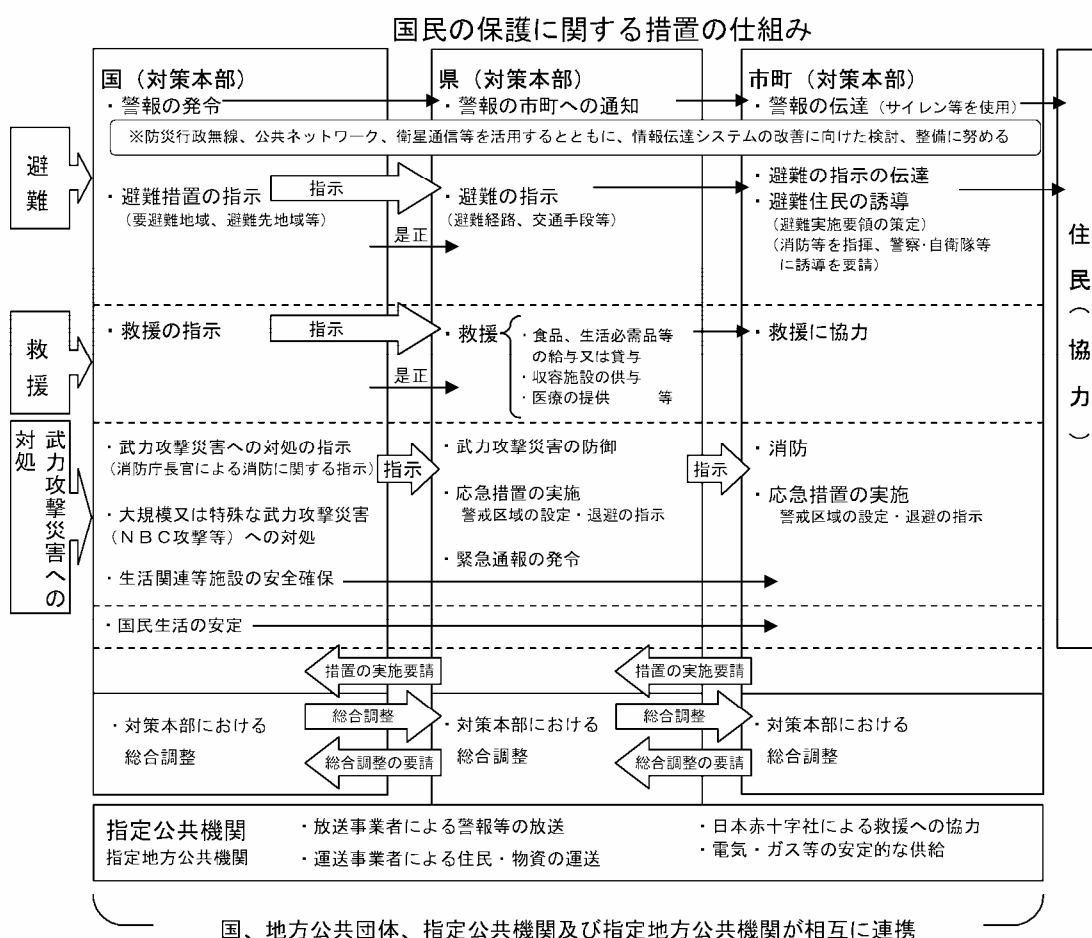 国民の保護に関する措置の仕組み
国（対策本部）
県（対策本部）
市町（対策本部）
・警報の発令
・警報の市町への通知
・警報の伝達（サイレン等を使用）
※防災行政無線、公共ネットワーク、衛星通信等を活用するとともに、情報伝達システムの改善に向けた検討、整備に努める
避難
・避難措置の指示
（要避難地域、避難先地域等）
指示
是正
・避難の指示
（避難経路、交通手段等）
・避難の指示の伝達
・避難住民の誘導
（避難実施要領の策定）
（消防等を指揮、警察・自衛隊等
に誘導を要請）
住民（協力）
救援
・救援の指示
指示
是正
・救援
・食品、生活必需品等
の給与又は貸与
・収容施設の供与
・医療の提供　等
・救援に協力
武力攻撃災害への
対処
・武力攻撃災害への対処の指示
（消防庁長官による消防に関する指示）
指示
・武力攻撃災害の防御
指示
・消防
・大規模又は特殊な武力攻撃災害
（ＮＢＣ攻撃等）への対処
・応急措置の実施
警戒区域の設定・退避の指示
・応急措置の実施
警戒区域の設定・退避の指示
・緊急通報の発令
・生活関連等施設の安全確保
・国民生活の安定
措置の実施要請
措置の実施要請
・対策本部における
総合調整
総合調整
総合調整の要請
・対策本部における
総合調整
総合調整
総合調整の要請
・対策本部における
総合調整
指定公共機関
指定地方公共機関
・放送事業者による警報等の放送
・運送事業者による住民・物資の運送
・日本赤十字社による救援への協力
・電気・ガス等の安定的な供給
国、地方公共団体、指定公共機関及び指定地方公共機関が相互に連携